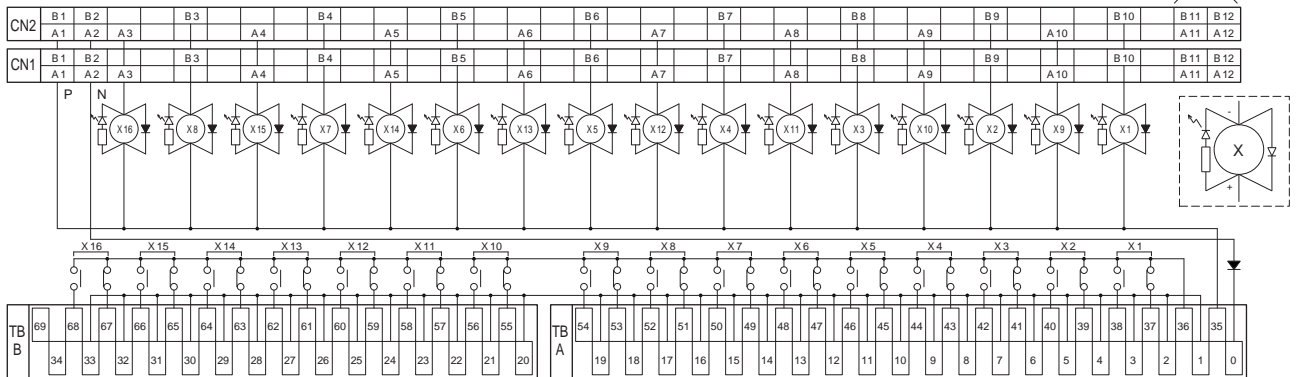 CN2 B1 B2 B3 B4 B5 B6 B7 B8 B9 B10 B11 B12
A1 A2 A3 A4 A5 A6 A7 A8 A9 A10 A11 A12
CN1 B1 B2 B3 B4 B5 B6 B7 B8 B9 B10 B11 B12
A1 A2 A3 A4 A5 A6 A7 A8 A9 A10 A11 A12
P N
X16 X8 X15 X7 X14 X6 X13 X5 X12 X4 X11 X3 X10 X2 X9 X1
-
X
+
X16 X15 X14 X13 X12 X11 X10 X9 X8 X7 X6 X5 X4 X3 X2 X1
TB B 69 68 67 66 65 64 63 62 61 60 59 58 57 56 55
34 33 32 31 30 29 28 27 26 25 24 23 22 21 20
TB A 54 53 52 51 50 49 48 47 46 45 44 43 42 41 40 39 38 37 36 35
19 18 17 16 15 14 13 12 11 10 9 8 7 6 5 4 3 2 1 0